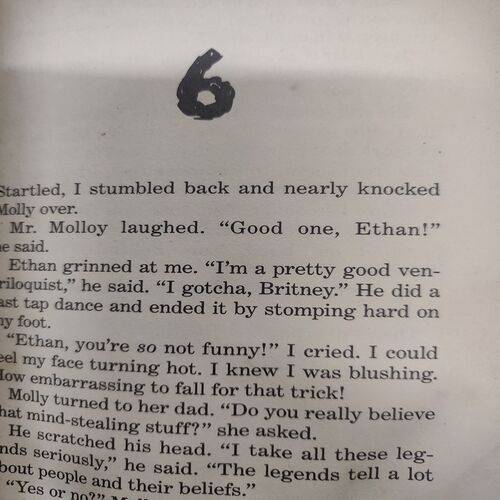 6
Startled, I stumbled back and nearly knocked
Molly over.
Mr. Molloy laughed. “Good one, Ethan!”
he said.
Ethan grinned at me. “I'm a pretty good ven-
triloquist,” he said. “I gotcha, Britney.” He did a
fast tap dance and ended it by stomping hard on
my foot.
“Ethan, you're so not funny!” I cried. I could
feel my face turning hot. I knew I was blushing.
How embarrassing to fall for that trick!
Molly turned to her dad. “Do you really believe
that mind-stealing stuff?” she asked.
He scratched his head. “I take all these leg-
ends seriously,” he said. “The legends tell a lot
about people and their beliefs.”
“Yes or no?”